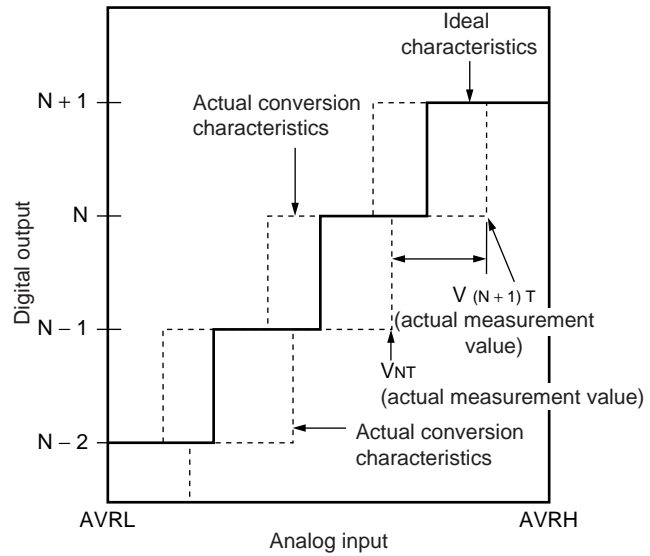 Ideal
characteristics
N + 1
Actual conversion
characteristics
N
Digital output
V (N + 1) T
(actual measurement
value)
N − 1
VNT
(actual measurement value)
Actual conversion
characteristics
N − 2
AVRL
AVRH
Analog input